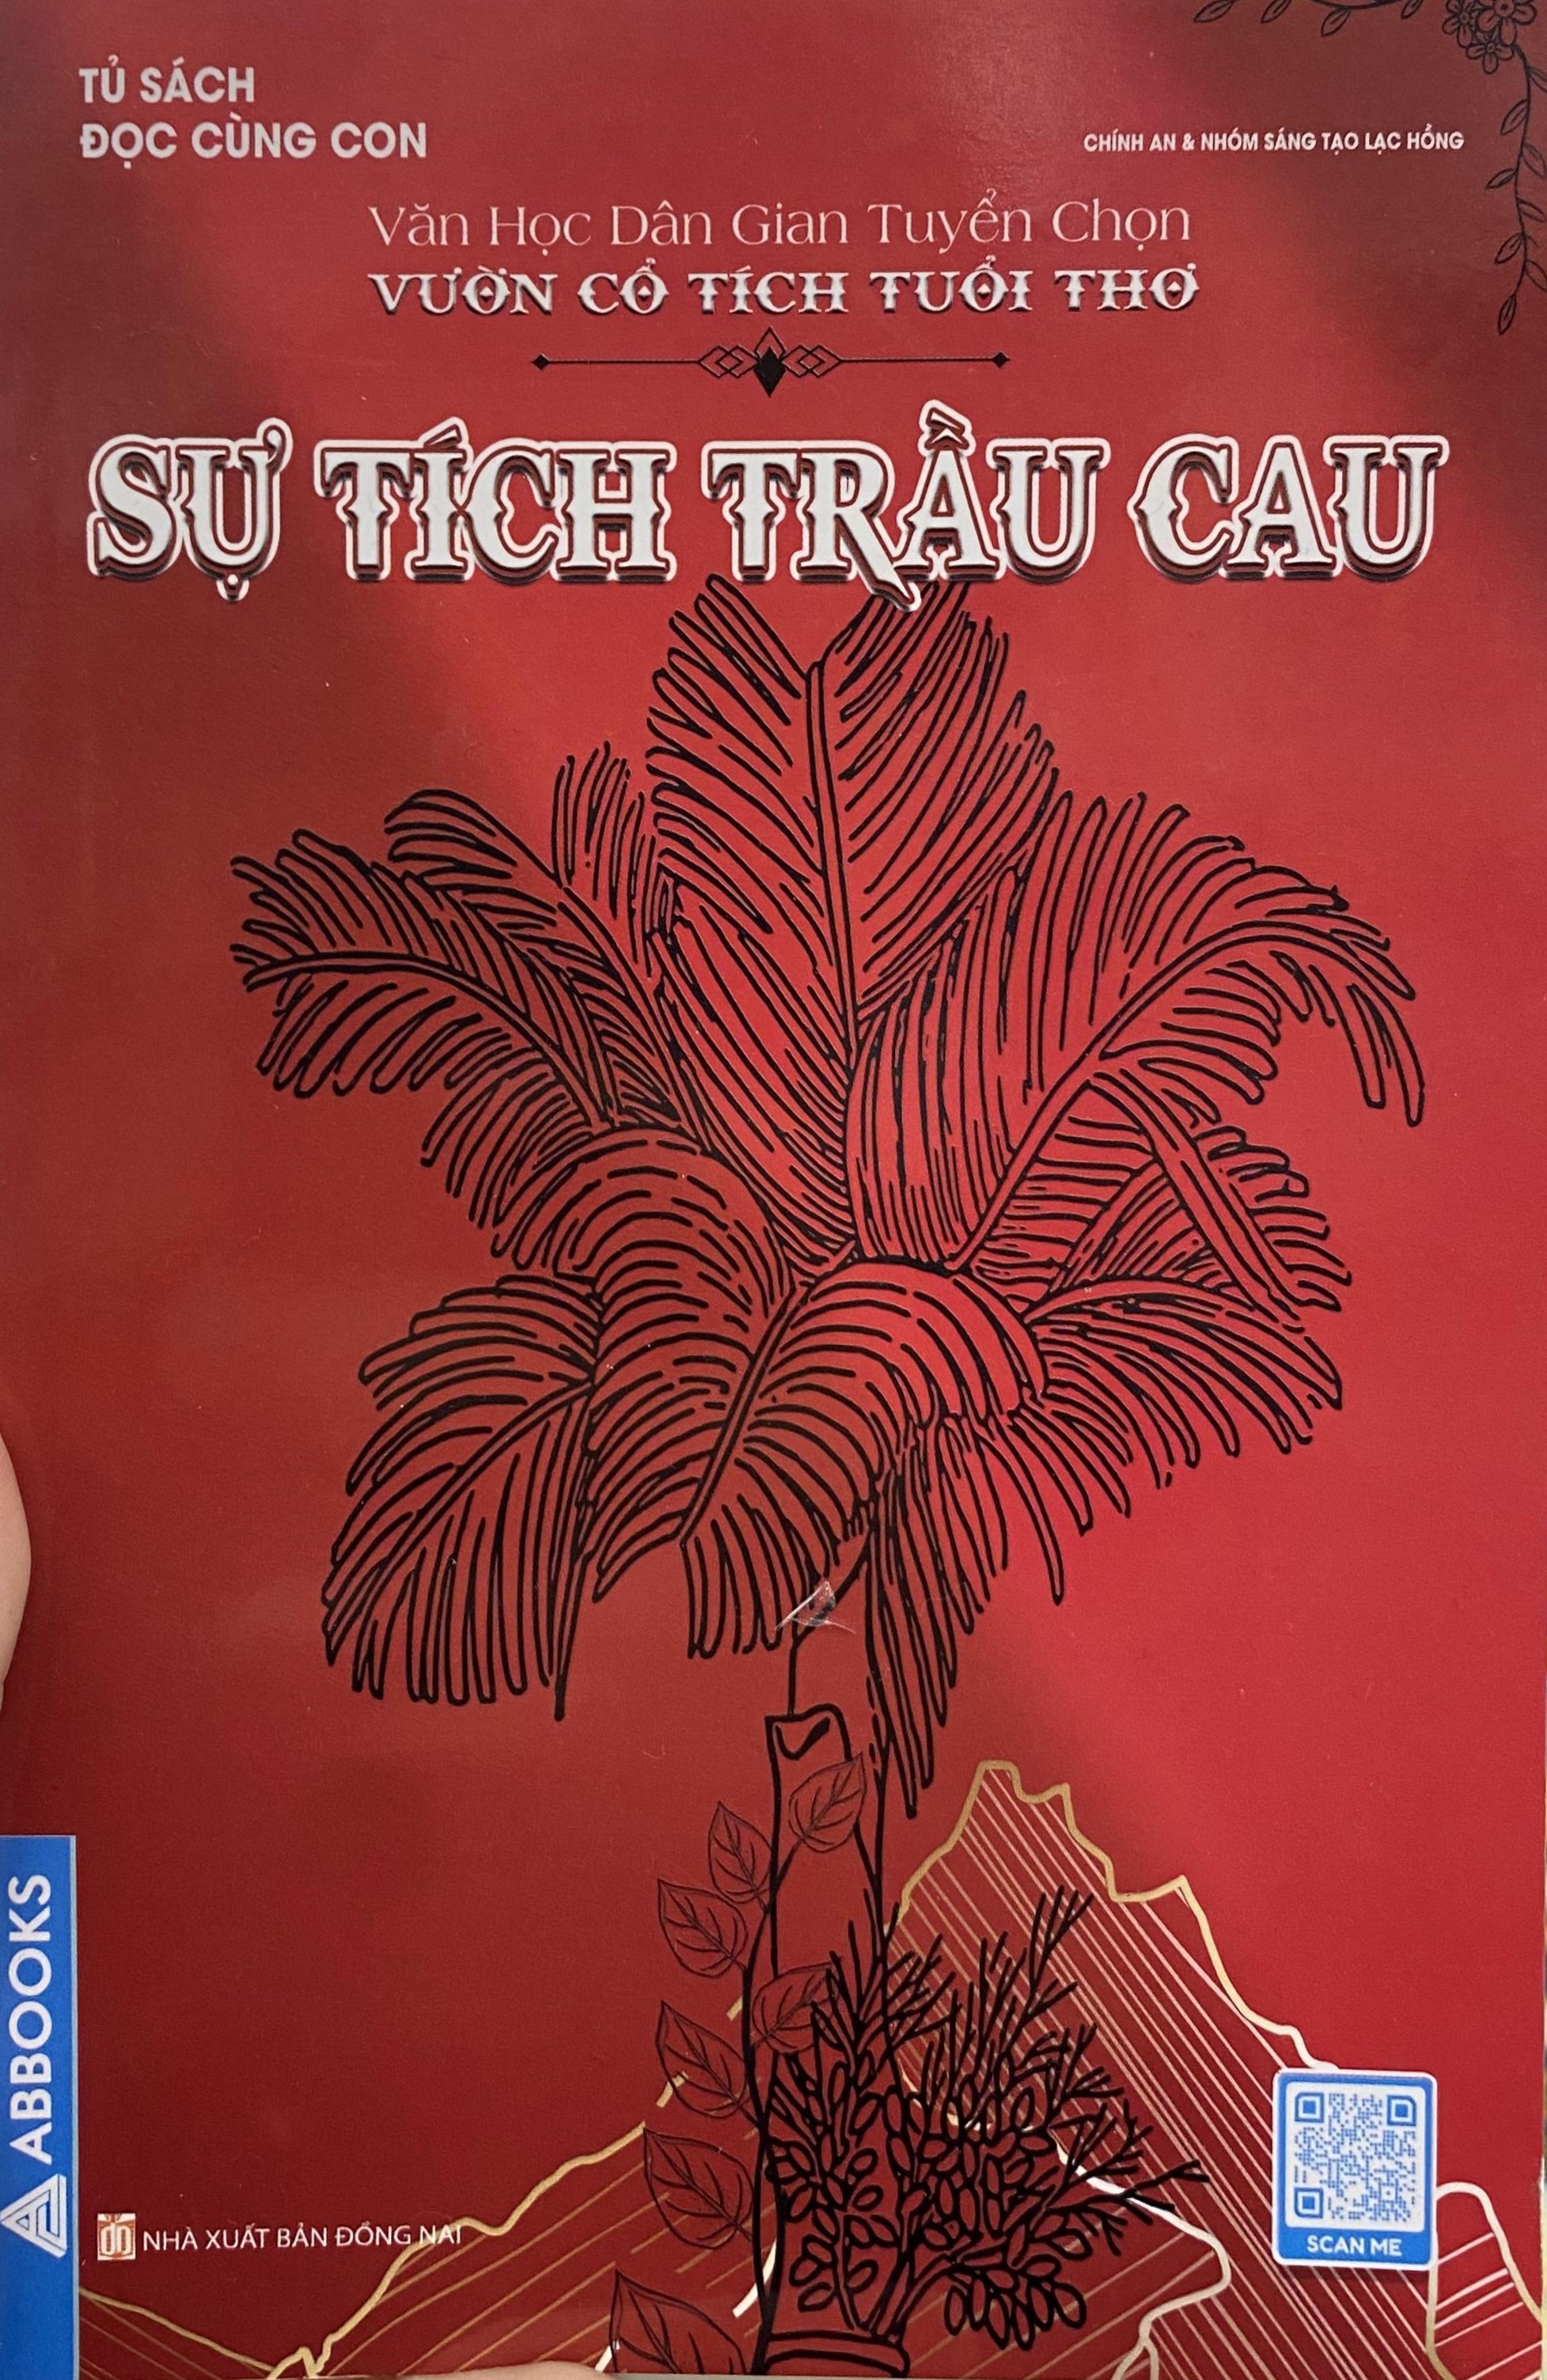 TỦ SÁCH
ĐỌC CÙNG CON
CHÍNH AN & NHÓM SÁNG TẠO LẠC HỒNG
Văn Học Dân Gian Tuyển Chọn
VƯỜN CỔ TÍCH TUỔI THƠ
SỰ TÍCH TRẦU CAU
ABBOOKS
NHÀ XUẤT BẢN ĐỒNG NAI
SCAN ME